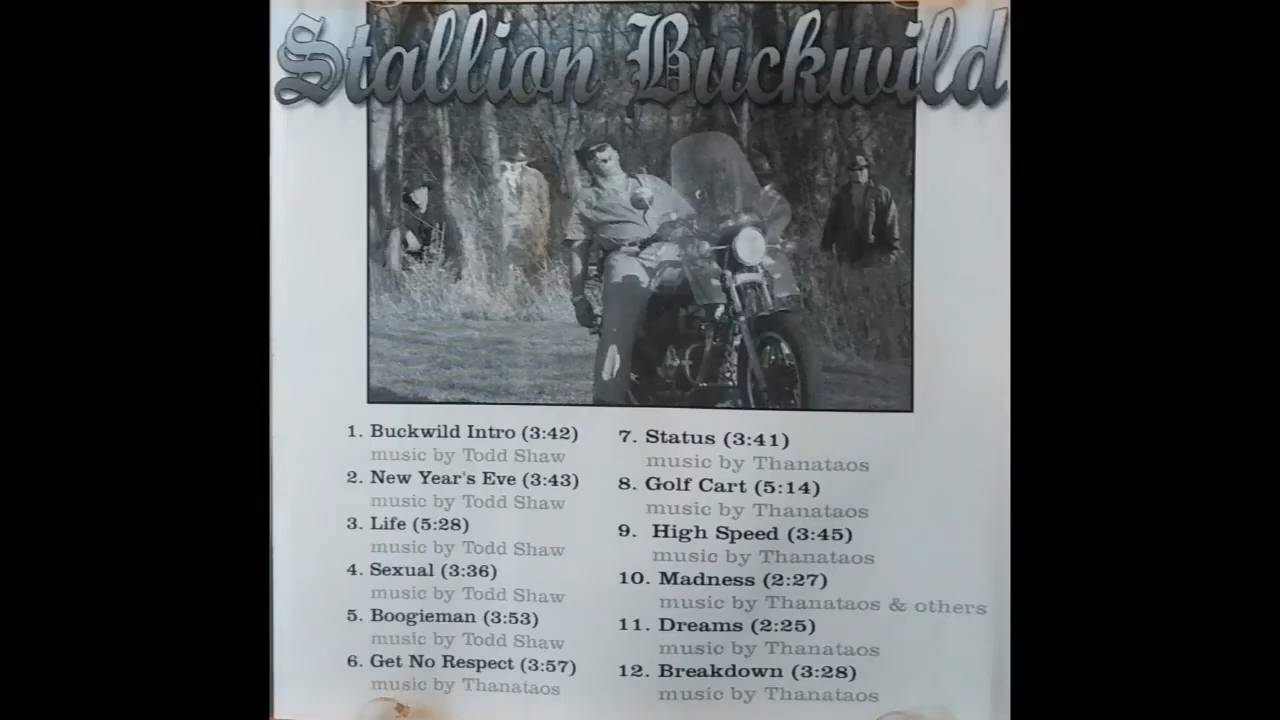 Stallion Buckwild
1. Buckwild Intro (3:42)
music by Todd Shaw
2. New Year's Eve (3:43)
music by Todd Shaw
3. Life (5:28)
music by Todd Shaw
4. Sexual (3:36)
music by Todd Shaw
5. Boogieman (3:53)
music by Todd Shaw
6. Get No Respect (3:57)
music by Thanataos
7. Status (3:41)
music by Thanataos
8. Golf Cart (5:14)
music by Thanataos
9. High Speed (3:45)
music by Thanataos
10. Madness (2:27)
music by Thanataos & others
11. Dreams (2:25)
music by Thanataos
12. Breakdown (3:28)
music by Thanataos